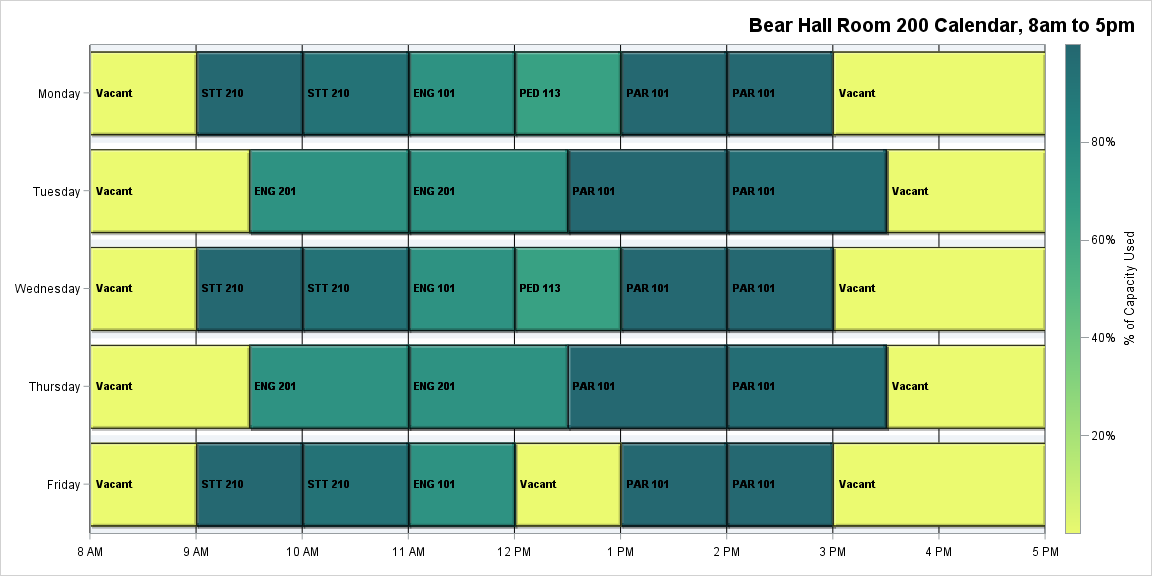 Bear Hall Room 200 Calendar, 8am to 5pm
Monday
Vacant
STT 210
STT 210
ENG 101
PED 113
PAR 101
PAR 101
Vacant
Tuesday
Vacant
ENG 201
ENG 201
PAR 101
PAR 101
Vacant
Wednesday
Vacant
STT 210
STT 210
ENG 101
PED 113
PAR 101
PAR 101
Vacant
Thursday
Vacant
ENG 201
ENG 201
PAR 101
PAR 101
Vacant
Friday
Vacant
STT 210
STT 210
ENG 101
Vacant
PAR 101
PAR 101
Vacant
8 AM
9 AM
10 AM
11 AM
12 PM
1 PM
2 PM
3 PM
4 PM
5 PM
80%
60%
40%
20%
% of Capacity Used